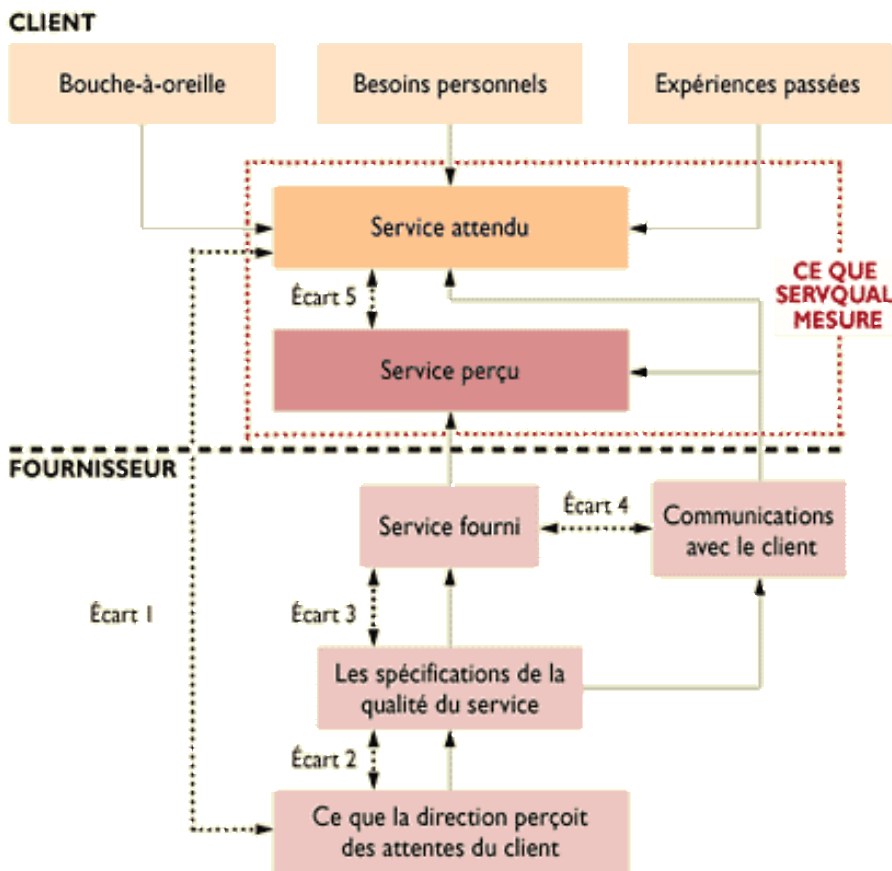 CLIENT
Bouche-à-oreille
Besoins personnels
Expériences passées
Service attendu
CE QUE
SERVQUAL
MESURE
Écart 5
Service perçu
FOURNISSEUR
Service fourni
Écart 4
Communications
avec le client
Écart 1
Écart 3
Les spécifications de la
qualité du service
Écart 2
Ce que la direction perçoit
des attentes du client